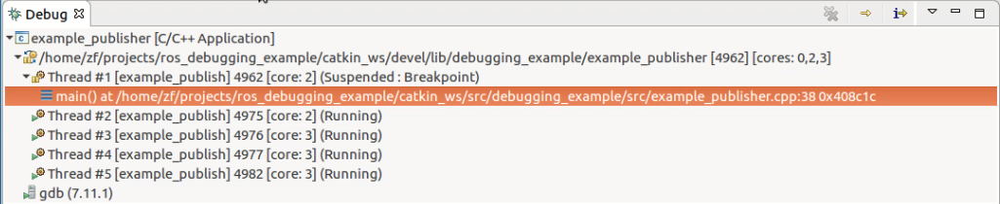 Debug
example_publisher [C/C++ Application]
/home/zf/projects/ros_debugging_example/catkin_ws/devel/lib/debugging_example/example_publisher [4962] [cores: 0,2,3]
Thread #1 [example_publish] 4962 [core: 2] (Suspended : Breakpoint)
main() at /home/zf/projects/ros_debugging_example/catkin_ws/src/debugging_example/src/example_publisher.cpp:38 0x408c1c
Thread #2 [example_publish] 4975 [core: 2] (Running)
Thread #3 [example_publish] 4976 [core: 3] (Running)
Thread #4 [example_publish] 4977 [core: 3] (Running)
Thread #5 [example_publish] 4982 [core: 3] (Running)
gdb (7.11.1)